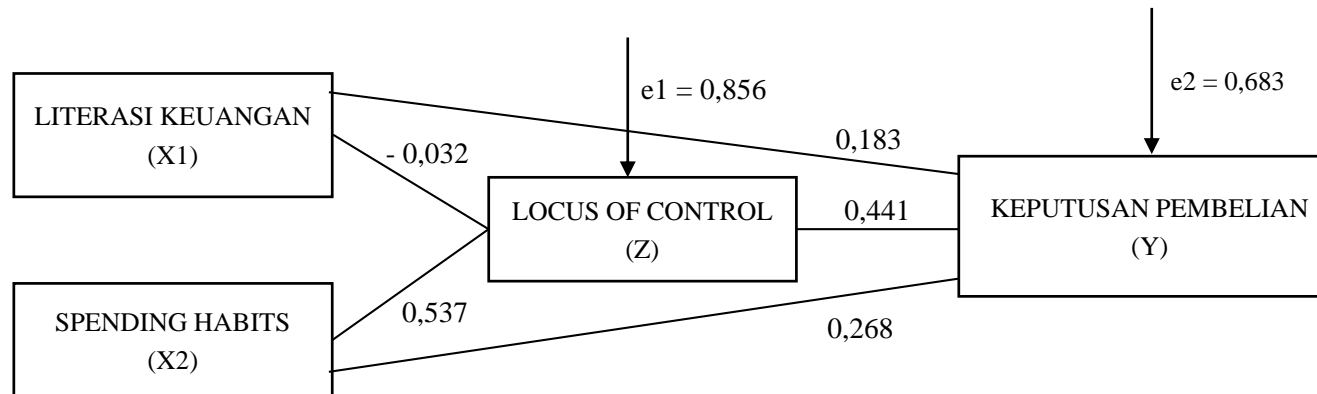 e1 = 0,856
e2 = 0,683
LITERASI KEUANGAN
(X1)
- 0,032
0,183
LOCUS OF CONTROL
(Z)
0,441
KEPUTUSAN PEMBELIAN
(Y)
SPENDING HABITS
(X2)
0,537
0,268